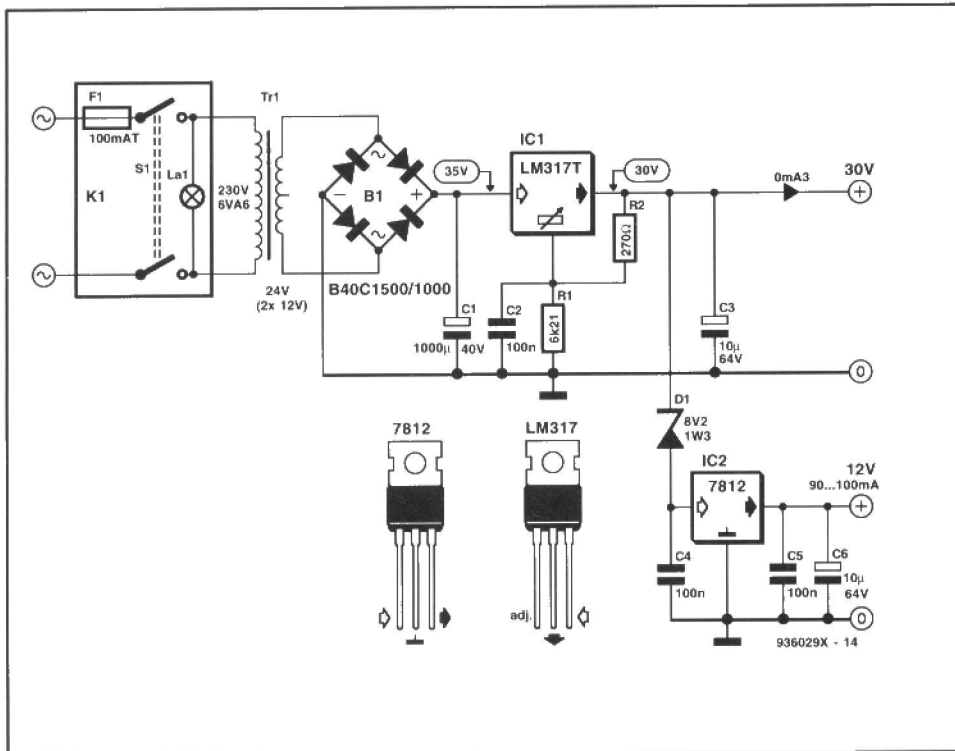 F1
100mAT
S1
La1
K1
Tr1
230V
6VA6
24V
(2x 12V)
~
~
−
B1
+
B40C1500/1000
35V
IC1
LM317T
30V
R2
270Ω
0mA3
30V
+
C1
1000µ
40V
C2
100n
R1
6k21
C3
10µ
64V
0
7812
LM317
adj.
D1
8V2
1W3
IC2
7812
12V
90...100mA
+
C4
100n
C5
100n
C6
10µ
64V
0
936029X - 14